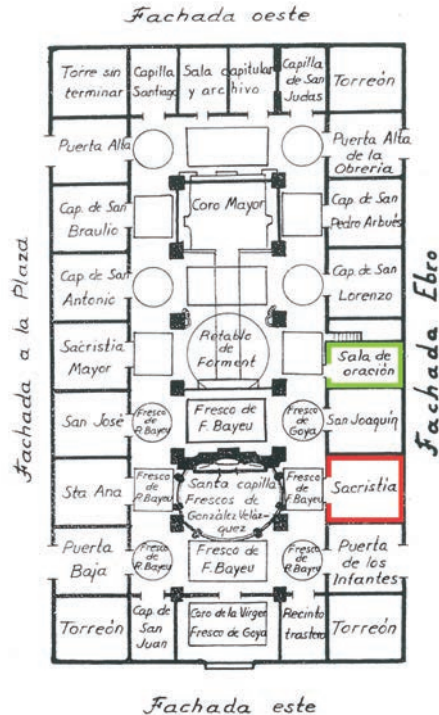 Fachada oeste
Torre sin
terminar
Capilla
Santiago
Sala capitular
y archivo
Capilla
de San
Judas
Torreón
Puerta Alta
Puerta Alta
de la
Obrería
Cap. de San
Braulio
Coro Mayor
Cap. de San
Pedro Arbués
Cap. de San
Antonio
Cap. de San
Lorenzo
Fachada a la Plaza
Fachada Ebro
Sacristía
Mayor
Retablo
de
Forment
Sala de
oración
San José
Fresco
de
R. Bayeu
Fresco de
F. Bayeu
Fresco
de
Goya
San Joaquín
Sta Ana
Fresco
de
R. Bayeu
Santa capilla
Frescos de
González Veláz-
quez
Fresco
de
F. Bayeu
Sacristía
Puerta
Baja
Fresco
de
R. Bayeu
Fresco de
F. Bayeu
Fresco
de
R. Bayeu
Puerta
de los
Infantes
Torreón
Cap. de
San
Juan
Coro de la Virgen
Fresco de Goya
Recinto
trastero
Torreón
Fachada este